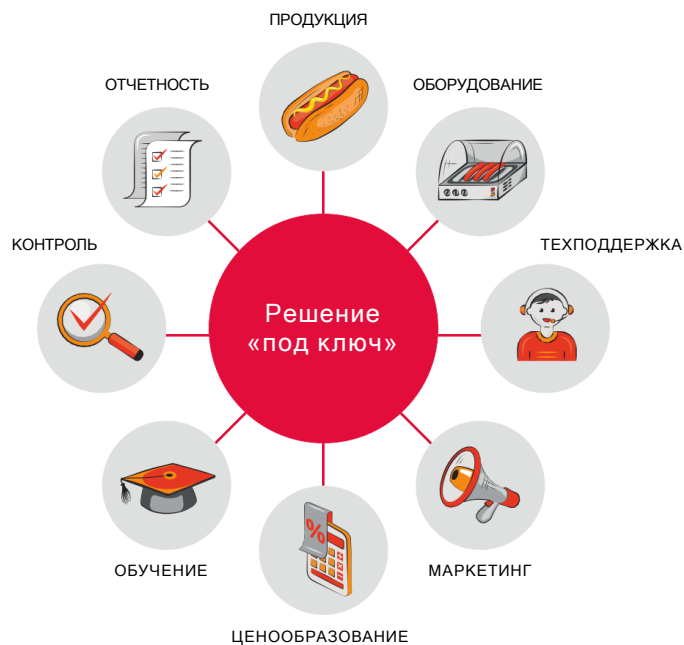 ПРОДУКЦИЯ
ОТЧЕТНОСТЬ
ОБОРУДОВАНИЕ
КОНТРОЛЬ
ТЕХПОДДЕРЖКА
Решение
«под ключ»
%
ОБУЧЕНИЕ
МАРКЕТИНГ
ЦЕНООБРАЗОВАНИЕ